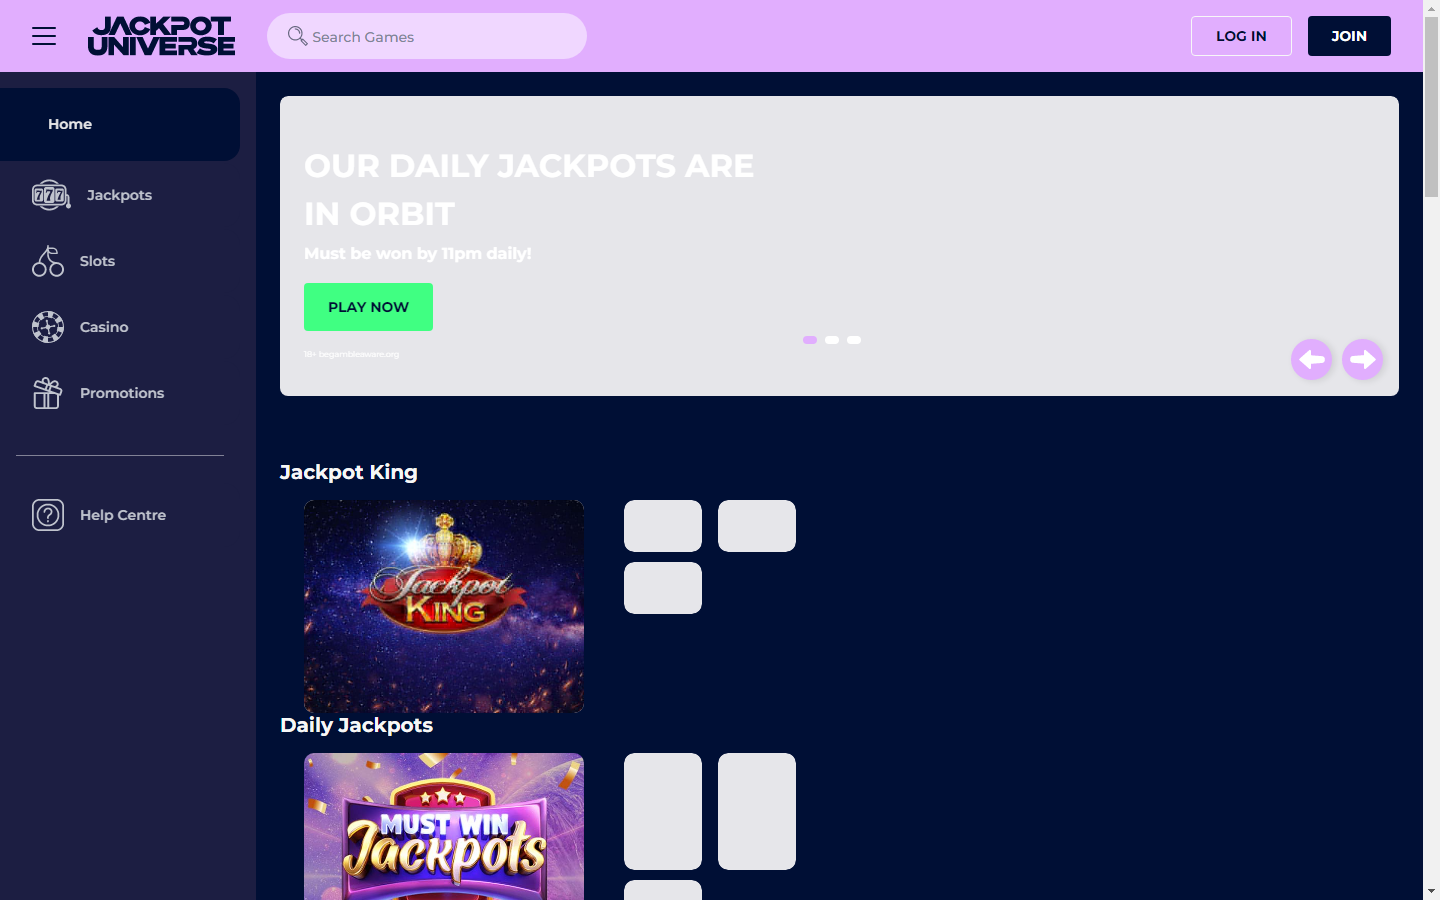 JACKPOT
UNIVERSE
Search Games
LOG IN
JOIN
Home
777
Jackpots
Slots
Casino
Promotions
Help Centre
OUR DAILY JACKPOTS ARE
IN ORBIT
Must be won by 11pm daily!
PLAY NOW
18+ begambleaware.org
Jackpot King
Jackpot
KING
Daily Jackpots
MUST WIN
Jackpots